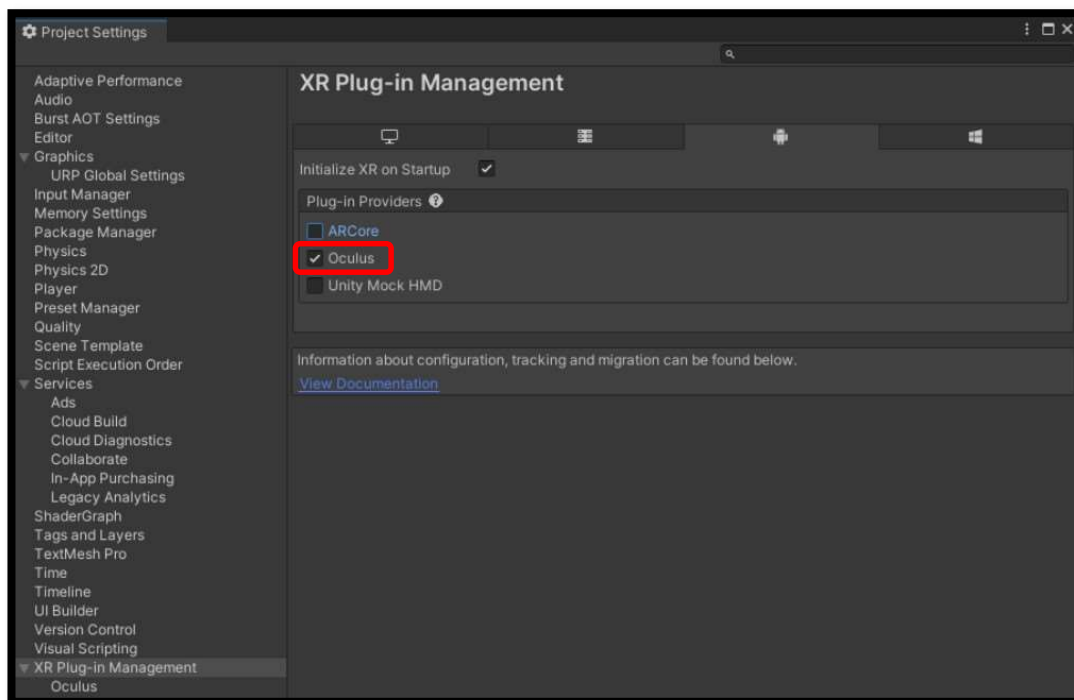 Project Settings
Adaptive Performance
Audio
Burst AOT Settings
Editor
Graphics
URP Global Settings
Input Manager
Memory Settings
Package Manager
Physics
Physics 2D
Player
Preset Manager
Quality
Scene Template
Script Execution Order
Services
Ads
Cloud Build
Cloud Diagnostics
Collaborate
In-App Purchasing
Legacy Analytics
ShaderGraph
Tags and Layers
TextMesh Pro
Time
Timeline
UI Builder
Version Control
Visual Scripting
XR Plug-in Management
Oculus
XR Plug-in Management
Initialize XR on Startup
Plug-in Providers
ARCore
Oculus
Unity Mock HMD
Information about configuration, tracking and migration can be found below.
View Documentation